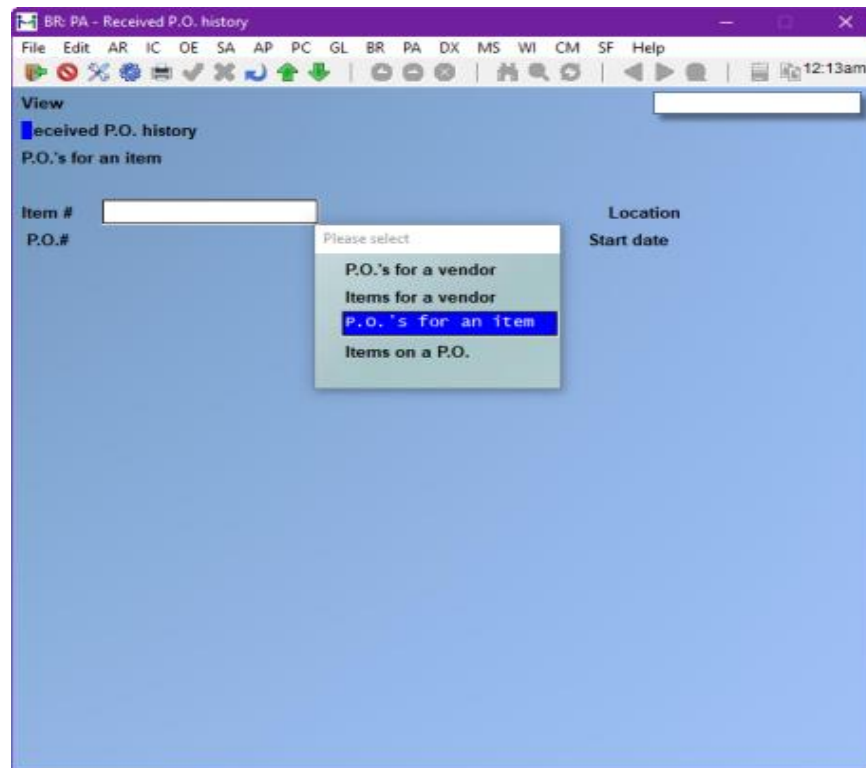 BR: PA - Received P.O. history
File Edit AR IC OE SA AP PC GL BR PA DX MS WI CM SF Help
12:13am
View
eceived P.O. history
P.O.'s for an item
Item # Location
P.O.# Start date
Please select
P.O.'s for a vendor
Items for a vendor
P.O.'s for an item
Items on a P.O.